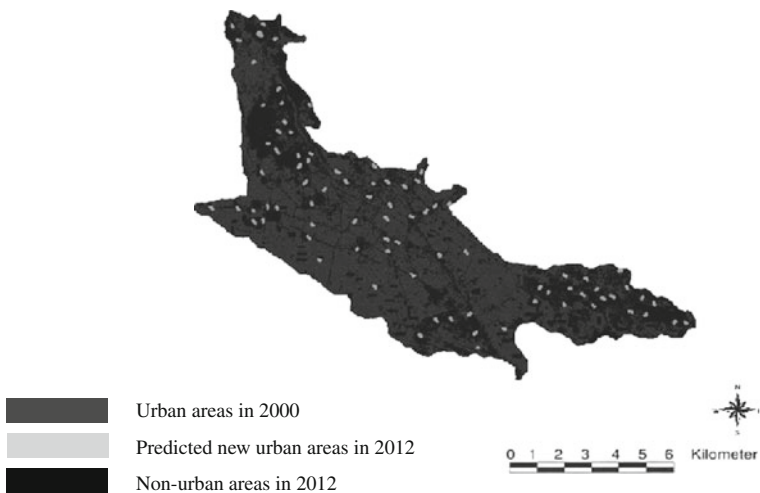 Urban areas in 2000
Predicted new urban areas in 2012
Non-urban areas in 2012
N
S
0 1 2 3 4 5 6 Kilometer